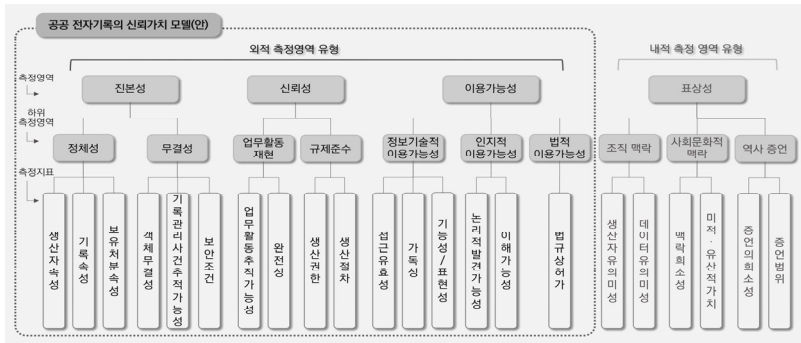 공공 전자기록의 신뢰가치 모델(안)
외적 측정영역 유형
내적 측정 영역 유형
측정영역
진본성
신뢰성
이용가능성
표상성
하위
측정영역
정체성
무결성
업무활동
재현
규제준수
정보기술적
이용가능성
인지적
이용가능성
법적
이용가능성
조직 맥락
사회문화적
맥락
역사 증언
측정지표
생산자속성
기록속성
보유처부속성
객체무결성
기록관리사건추적가능성
보안조건
업무활동추직가능성
완전싱
생산권한
생산절차
접근유효성
가독싱
기능성/표현성
논리적발견가능성
이해가능성
법규상허가
생산자유의미성
데이터유의미성
맥락희소성
미적·유산적가치
증언의희소성
증언범위